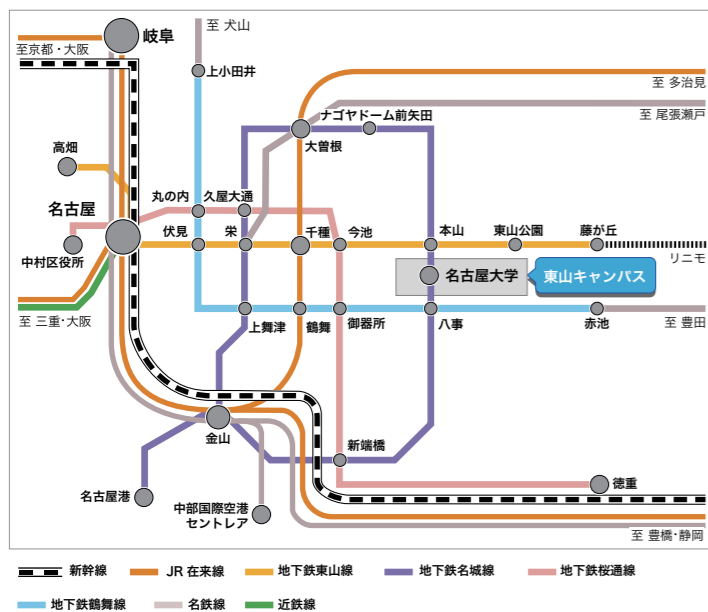 至 犬山
岐阜
至京都・大阪
上小田井
至 多治見
ナゴヤドーム前矢田
至 尾張瀬戸
大曽根
高畑
丸の内
久屋大通
名古屋
伏見
栄
千種
今池
本山
東山公園
藤が丘
リニモ
中村区役所
名古屋大学
東山キャンパス
至 三重・大阪
上舞津
鶴舞
御器所
八事
赤池
至 豊田
金山
新端橋
徳重
名古屋港
中部国際空港
セントレア
至 豊橋・静岡
新幹線
JR 在来線
地下鉄東山線
地下鉄名城線
地下鉄桜通線
地下鉄鶴舞線
名鉄線
近鉄線